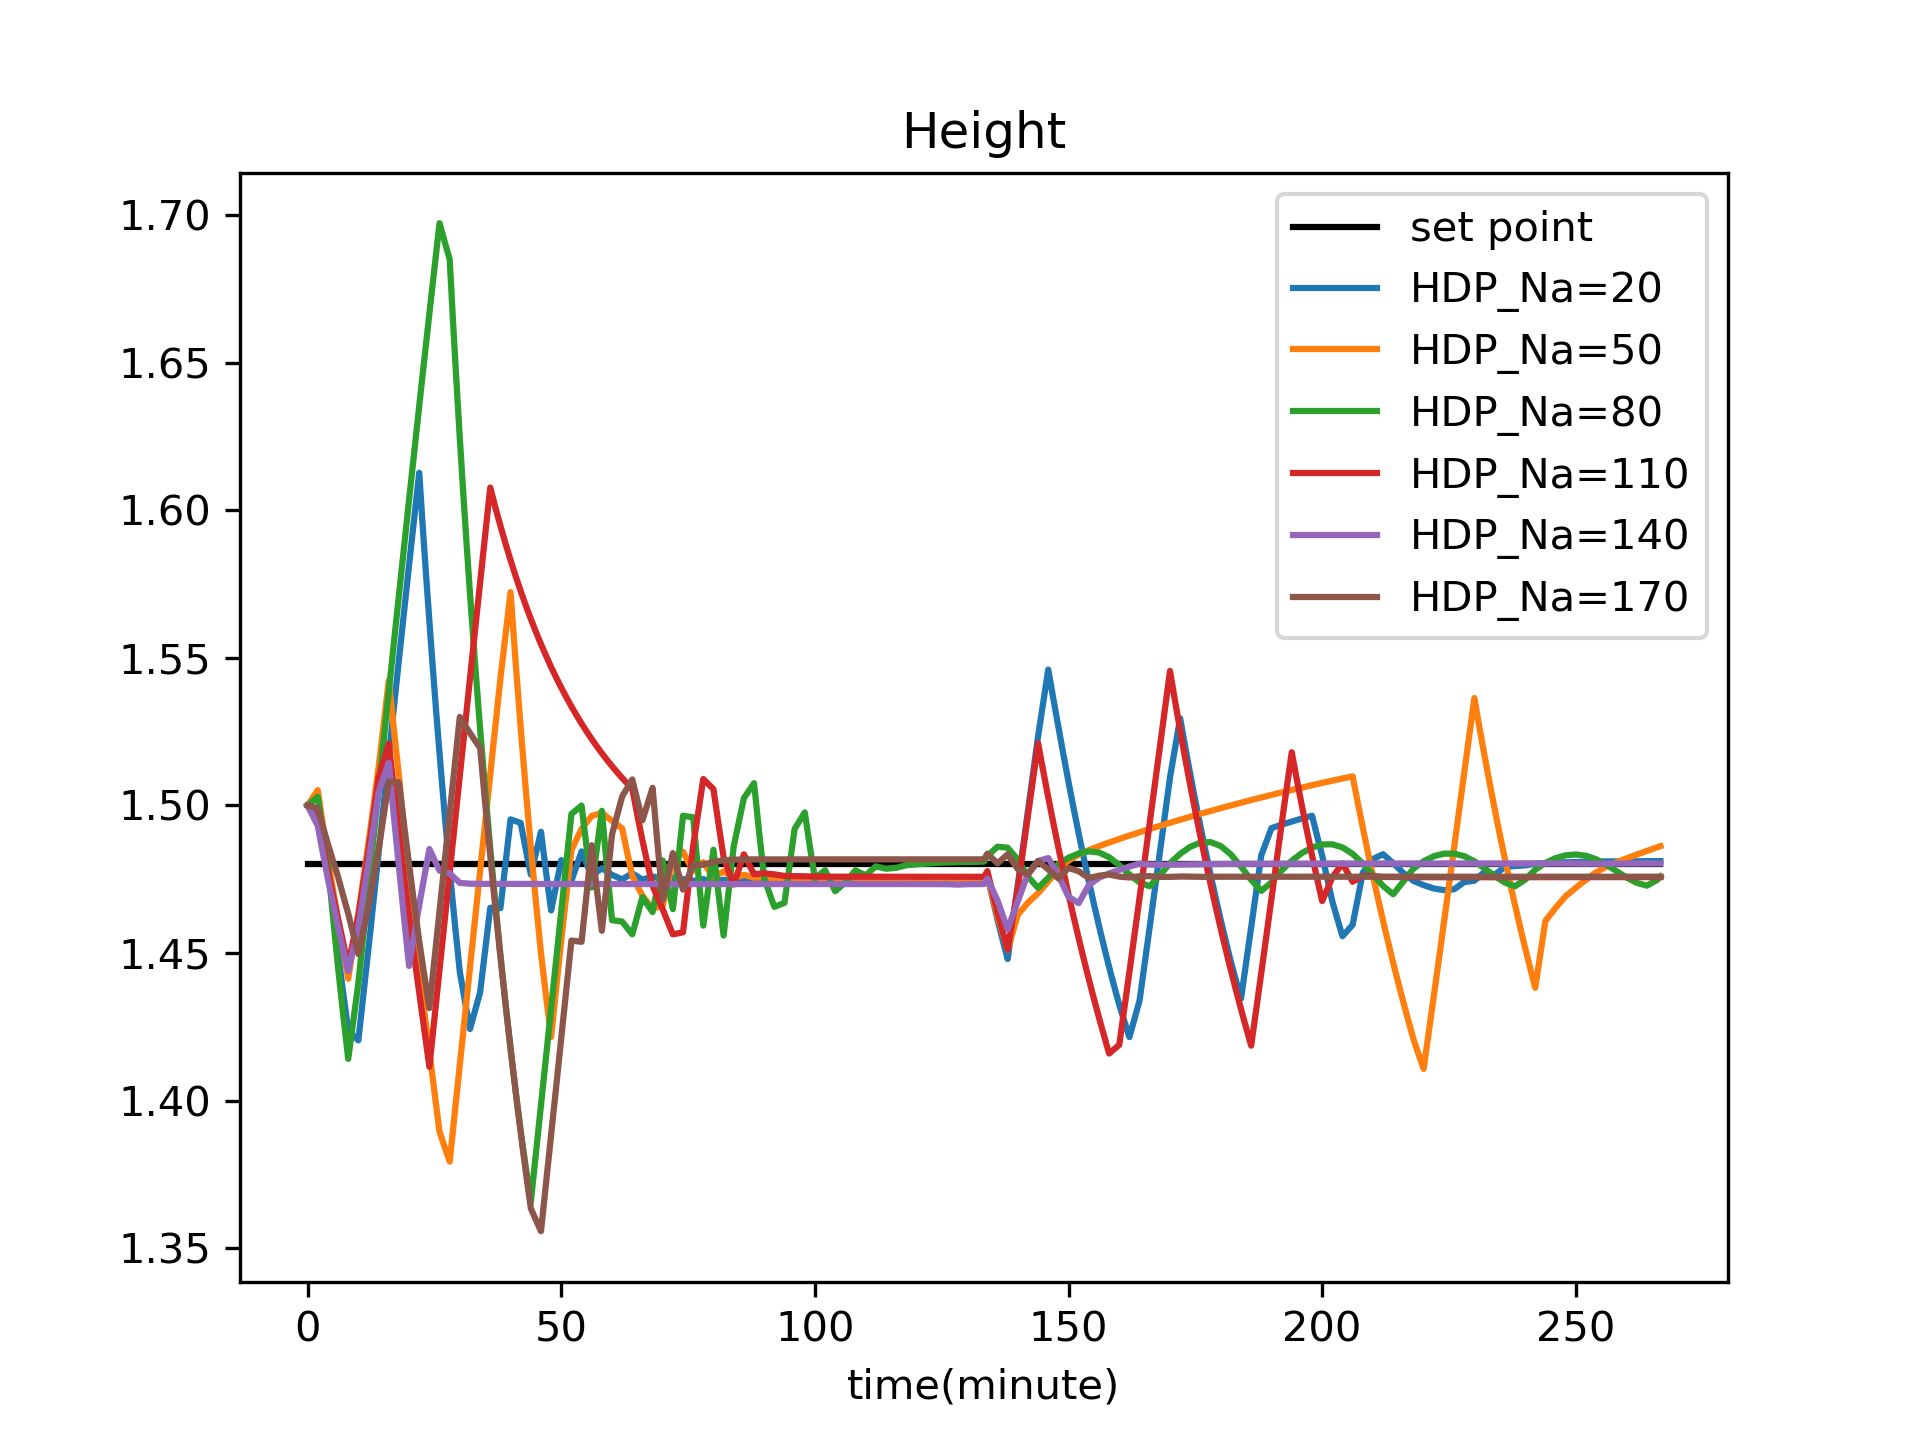 Height
1.70
1.65
1.60
1.55
1.50
1.45
1.40
1.35
set point
HDP_Na=20
HDP_Na=50
HDP_Na=80
HDP_Na=110
HDP_Na=140
HDP_Na=170
0 50 100 150 200 250
time(minute)